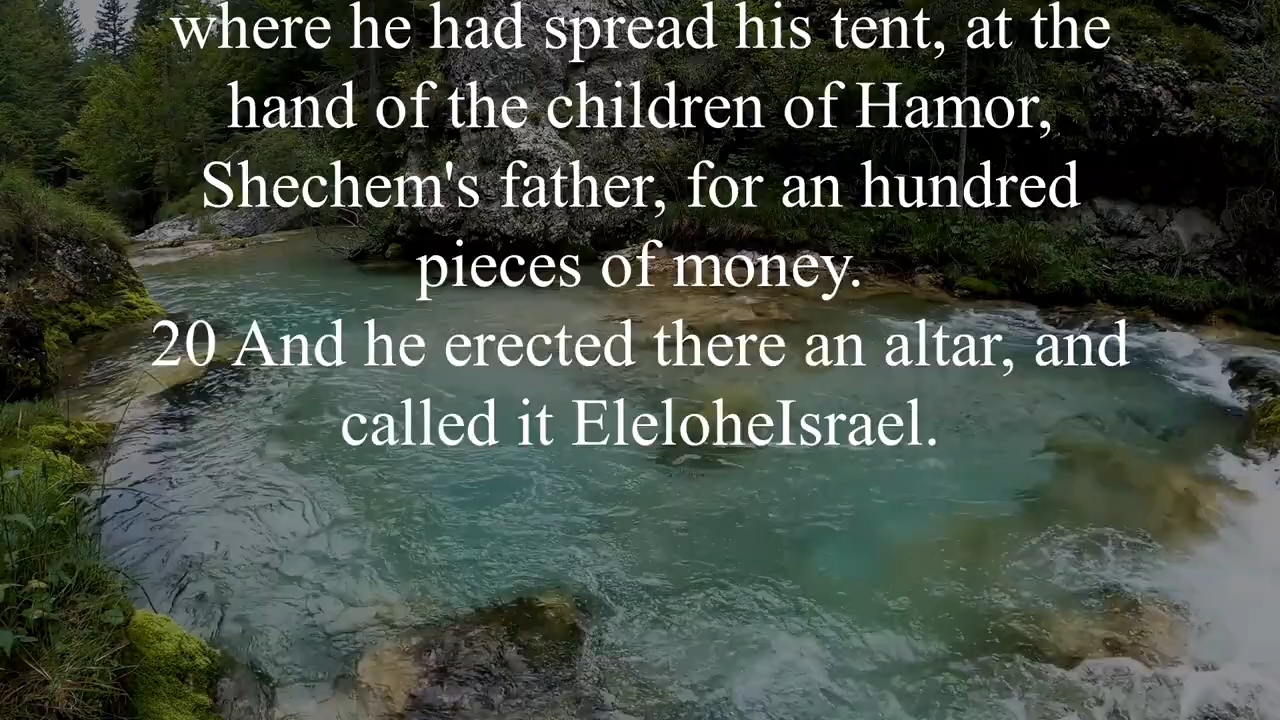 where he had spread his tent, at the
hand of the children of Hamor,
Shechem's father, for an hundred
pieces of money.
20 And he erected there an altar, and
called it EleloheIsrael.